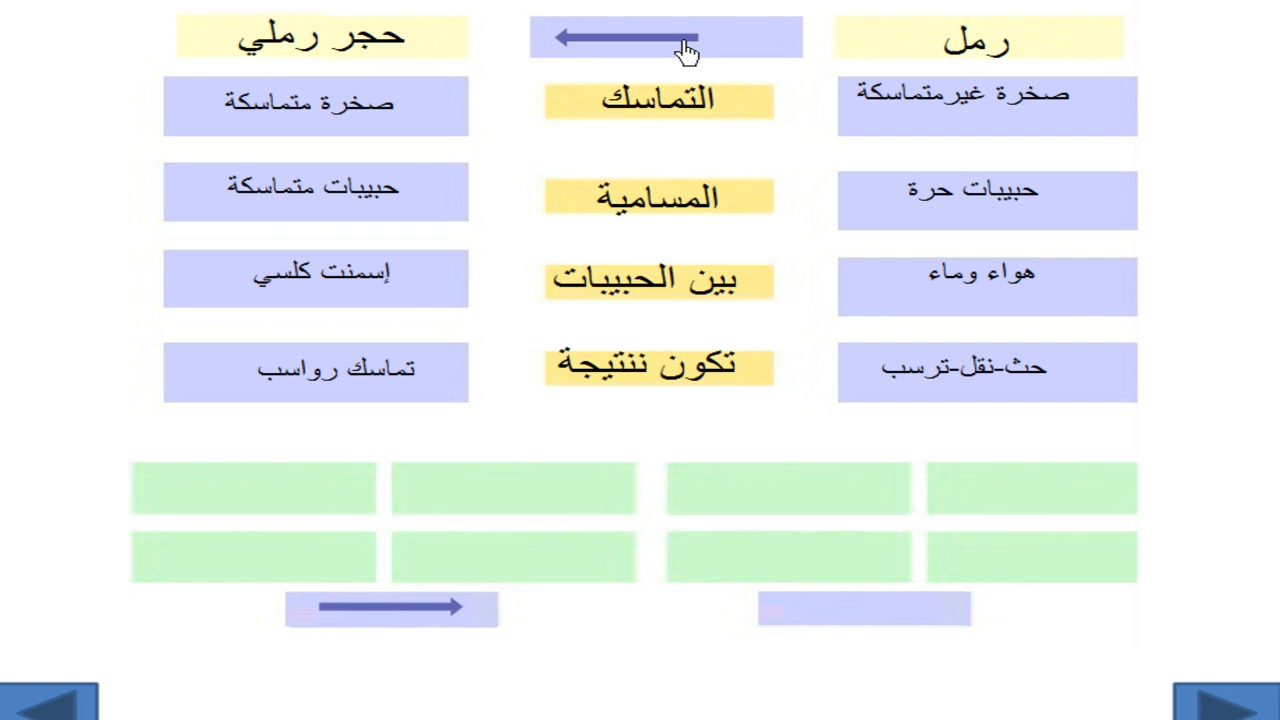 رمل
حجر رملي
صخرة غيرمتماسكة
التماسك
صخرة متماسكة
حبيبات حرة
المسامية
حبيبات متماسكة
هواء وماء
بين الحبيبات
إسمنت كلسي
حث-نقل-ترسب
تكون ننتيجة
تماسك رواسب